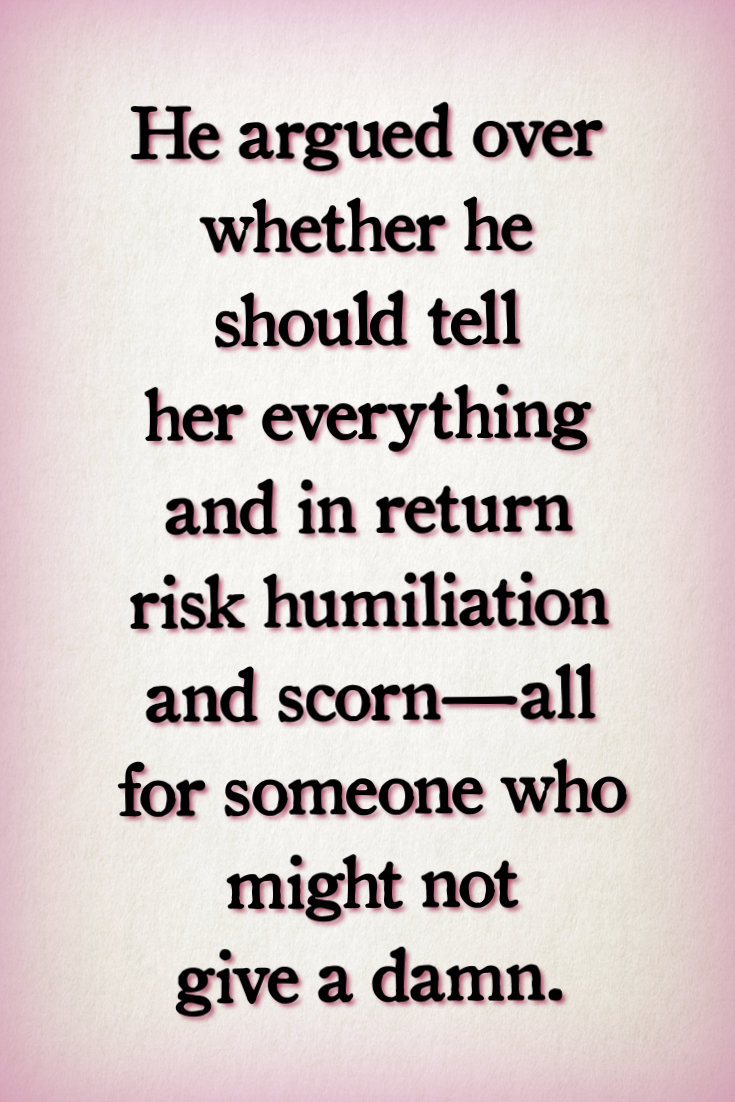 He argued over
whether he
should tell
her everything
and in return
risk humiliation
and scorn—all
for someone who
might not
give a damn.